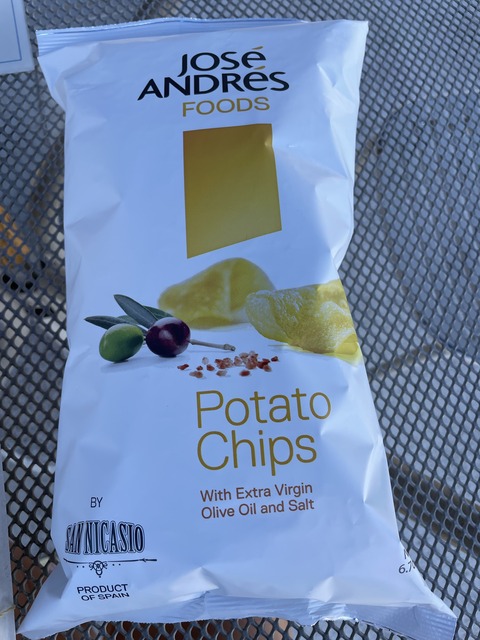 José
ANDRÉS
FOODS
Potato
Chips
With Extra Virgin
Olive Oil and Salt
BY
SAN NICASIO
PRODUCT
OF SPAIN